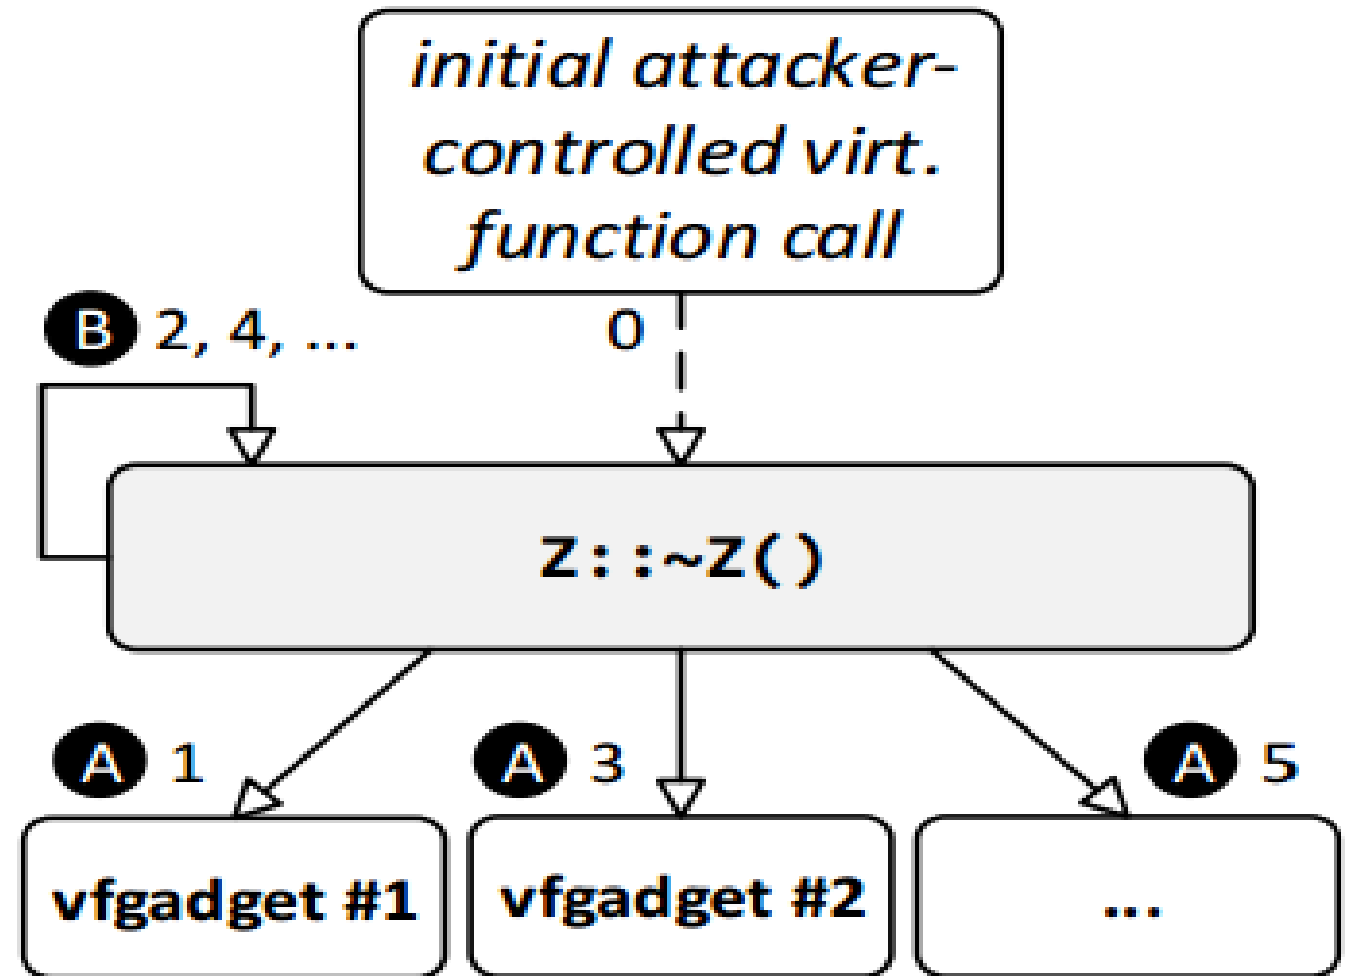 initial attacker-
controlled virt.
function call
B 2, 4, ...
0
Z::~Z()
A 1
A 3
A 5
vfgadget #1
vfgadget #2
...